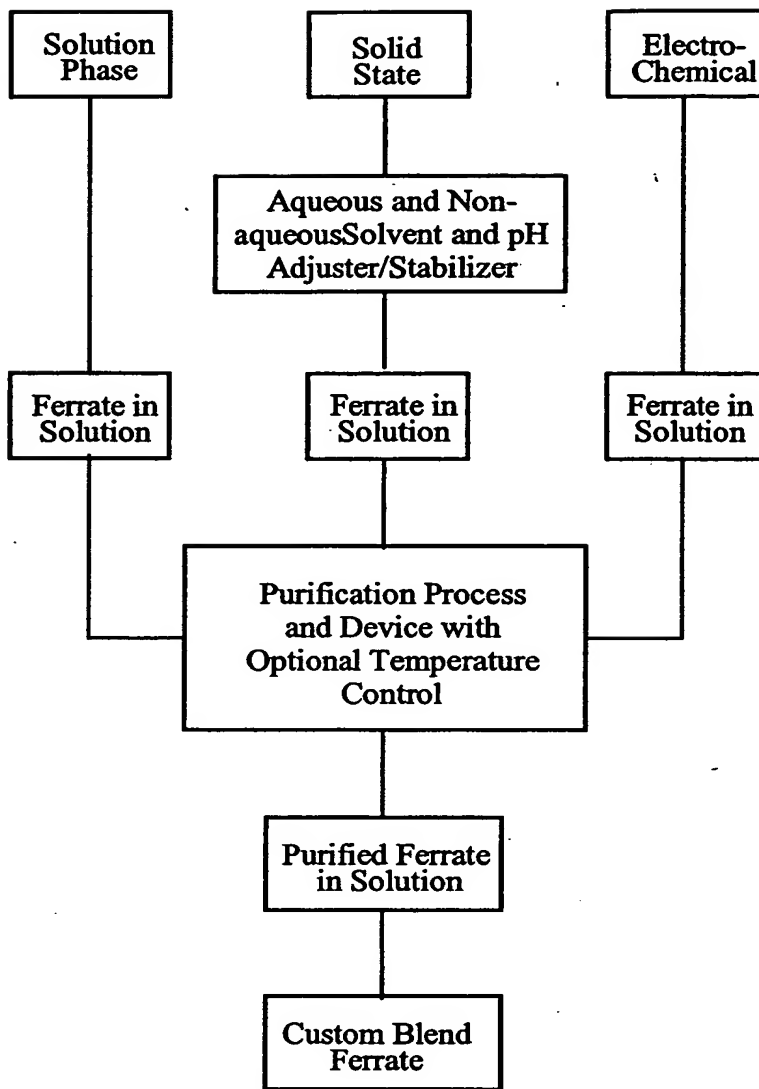 Solution
Phase
Solid
State
Electro-
Chemical
Aqueous and Non-
aqueousSolvent and pH
Adjuster/Stabilizer
Ferrate in
Solution
Ferrate in
Solution
Ferrate in
Solution
Purification Process
and Device with
Optional Temperature
Control
Purified Ferrate
in Solution
Custom Blend
Ferrate